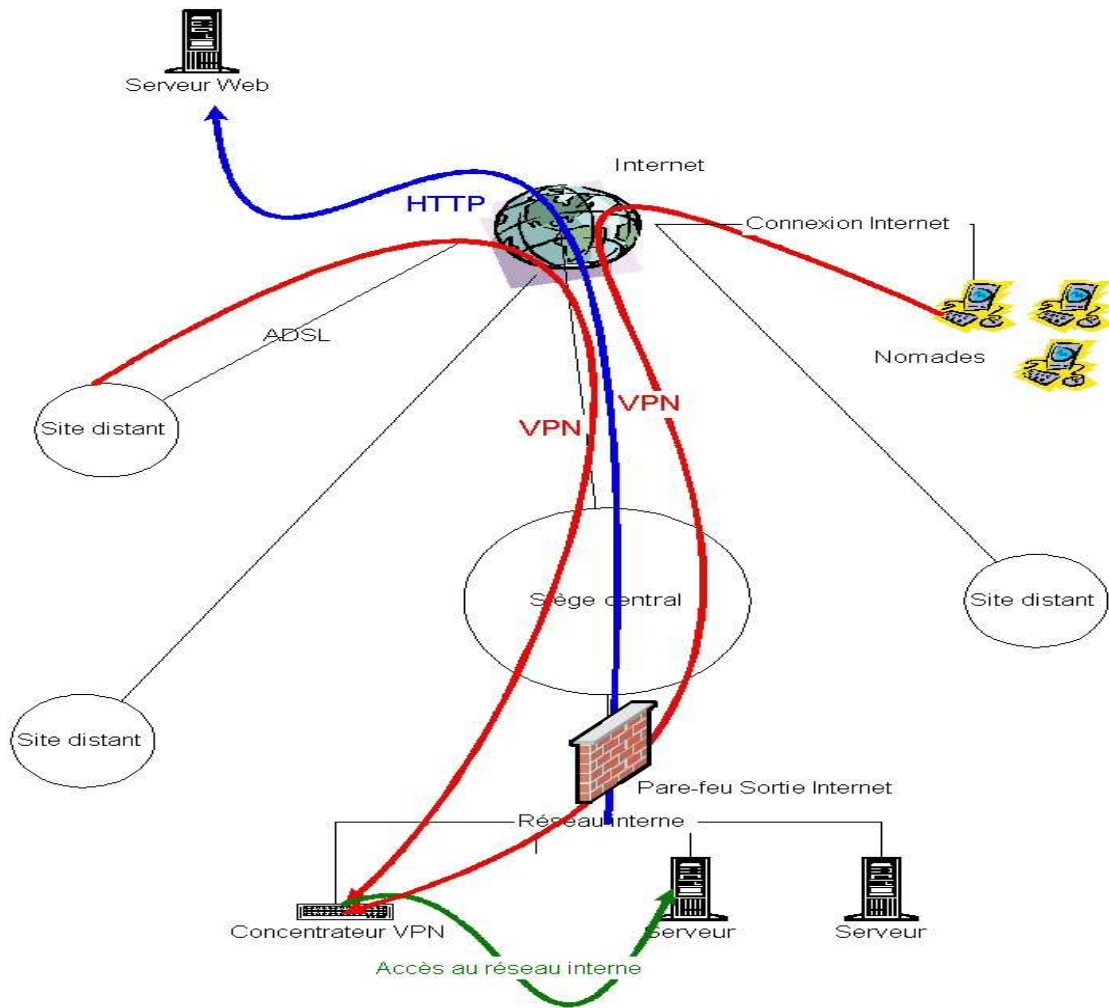 Serveur Web
Internet
HTTP
Connexion Internet
ADSL
Nomades
VPN
VPN
Site distant
Siège central
Site distant
Site distant
Pare-feu Sortie Internet
Réseau interne
Concentrateur VPN
Serveur
Serveur
Accès au réseau interne